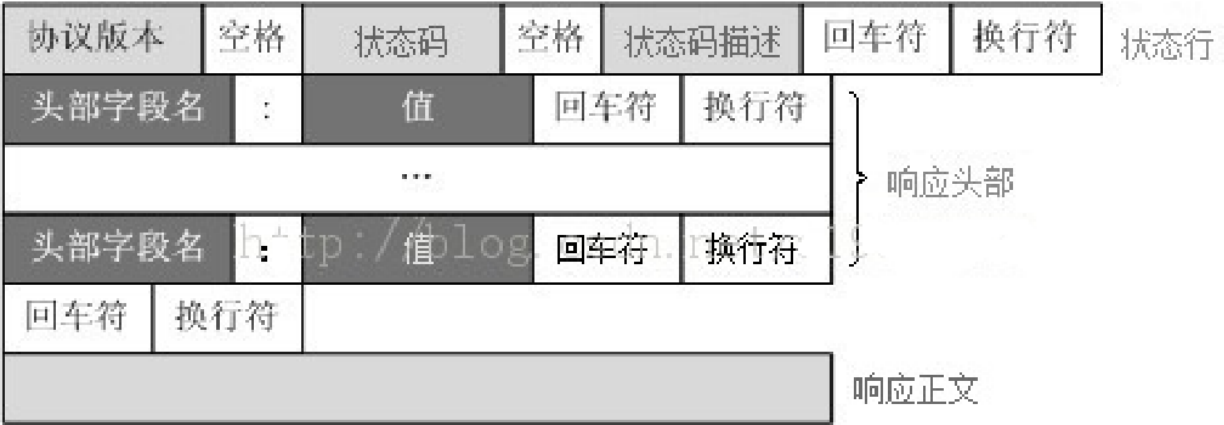 协议版本 空格 状态码 空格 状态码描述 回车符 换行符 状态行
头部字段名 : 值 回车符 换行符
...
响应头部
头部字段名 : 值 回车符 换行符
回车符 换行符
响应正文